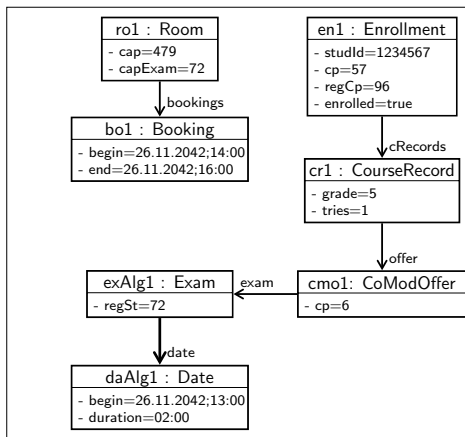 ro1 : Room
- cap=479
- capExam=72
bookings
bo1 : Booking
- begin=26.11.2042;14:00
- end=26.11.2042;16:00
en1 : Enrollment
- studId=1234567
- cp=57
- regCp=96
- enrolled=true
cRecords
cr1 : CourseRecord
- grade=5
- tries=1
offer
cmo1: CoModOffer
- cp=6
exam
exAlg1 : Exam
- regSt=72
date
daAlg1 : Date
- begin=26.11.2042;13:00
- duration=02:00